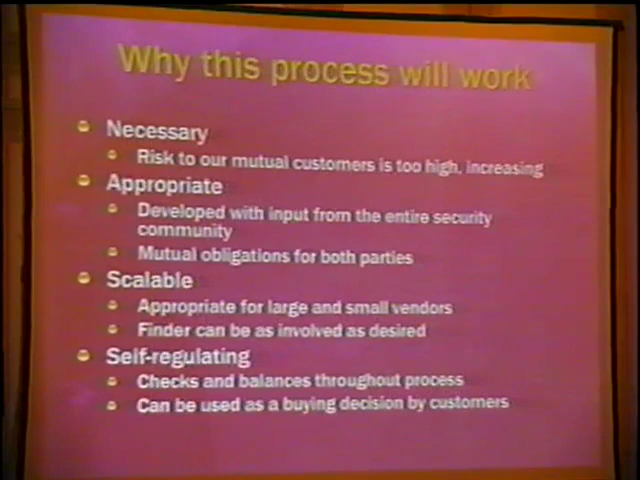 Why this process will work
Necessary
Risk to our mutual customers is too high, increasing
Appropriate
Developed with input from the entire security
community
Mutual obligations for both parties
Scalable
Appropriate for large and small vendors
Finder can be as involved as desired
Self-regulating
Checks and balances throughout process
Can be used as a buying decision by customers